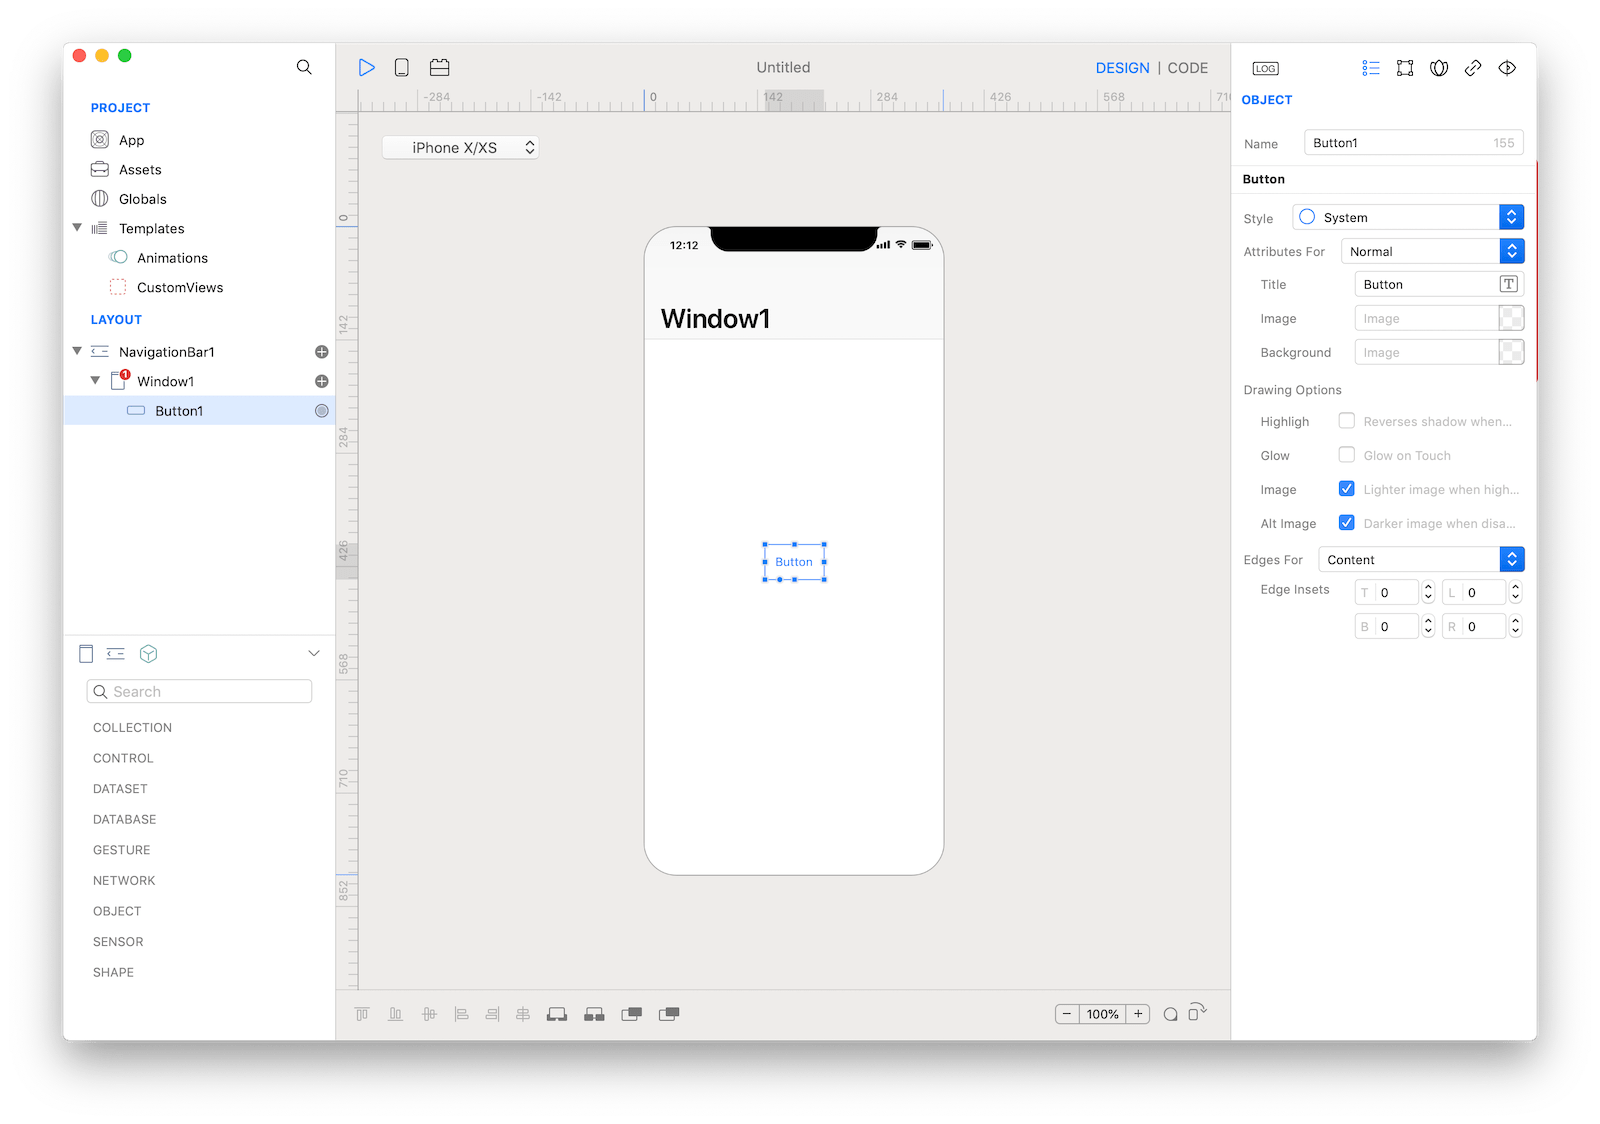 Untitled
DESIGN | CODE
LOG
PROJECT
App
Assets
Globals
Templates
Animations
CustomViews
LAYOUT
NavigationBar1
1
Window1
Button1
Search
COLLECTION
CONTROL
DATASET
DATABASE
GESTURE
NETWORK
OBJECT
SENSOR
SHAPE
-284 -142 0 142 284 426 568
0
142
284
426
568
710
852
iPhone X/XS
12:12
Window1
Button
100%
OBJECT
Name Button1 155
Button
Style System
Attributes For Normal
Title Button T
Image Image
Background Image
Drawing Options
Highligh Reverses shadow when...
Glow Glow on Touch
Image Lighter image when high...
Alt Image Darker image when disa...
Edges For Content
Edge Insets T 0 L 0
B 0 R 0